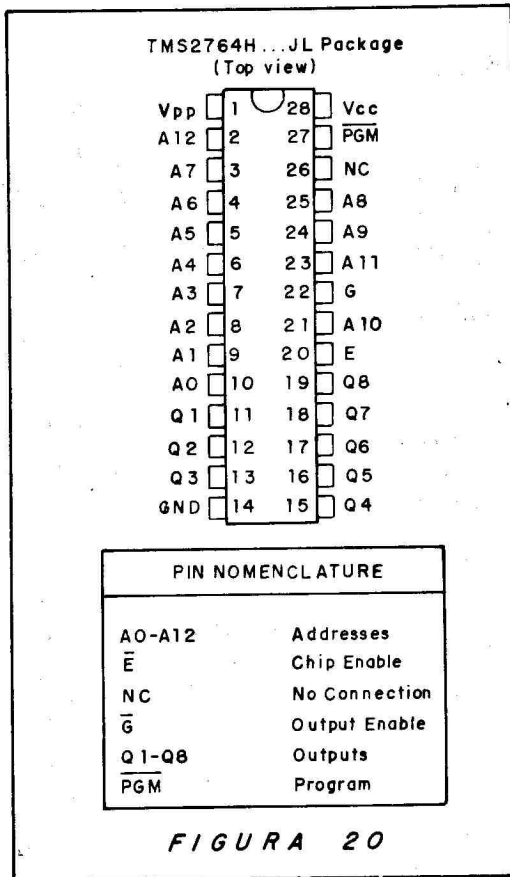 TMS2764H...JL Package
(Top view)
Vpp 1 28 Vcc
A12 2 27 P̅G̅M̅
A7 3 26 NC
A6 4 25 A8
A5 5 24 A9
A4 6 23 A11
A3 7 22 G
A2 8 21 A10
A1 9 20 E
A0 10 19 Q8
Q1 11 18 Q7
Q2 12 17 Q6
Q3 13 16 Q5
GND 14 15 Q4
PIN NOMENCLATURE
A0-A12 Addresses
E̅ Chip Enable
NC No Connection
G̅ Output Enable
Q1-Q8 Outputs
P̅G̅M̅ Program
FIGURA 20